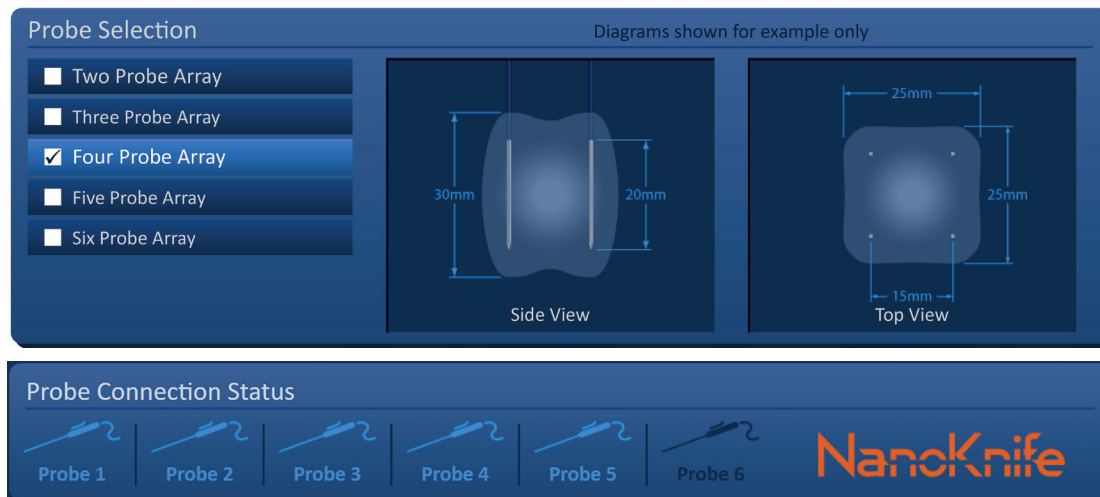 Probe Selection
Diagrams shown for example only
Two Probe Array
Three Probe Array
Four Probe Array
Five Probe Array
Six Probe Array
30mm
20mm
Side View
25mm
25mm
15mm
Top View
Probe Connection Status
Probe 1
Probe 2
Probe 3
Probe 4
Probe 5
Probe 6
NanoKnife